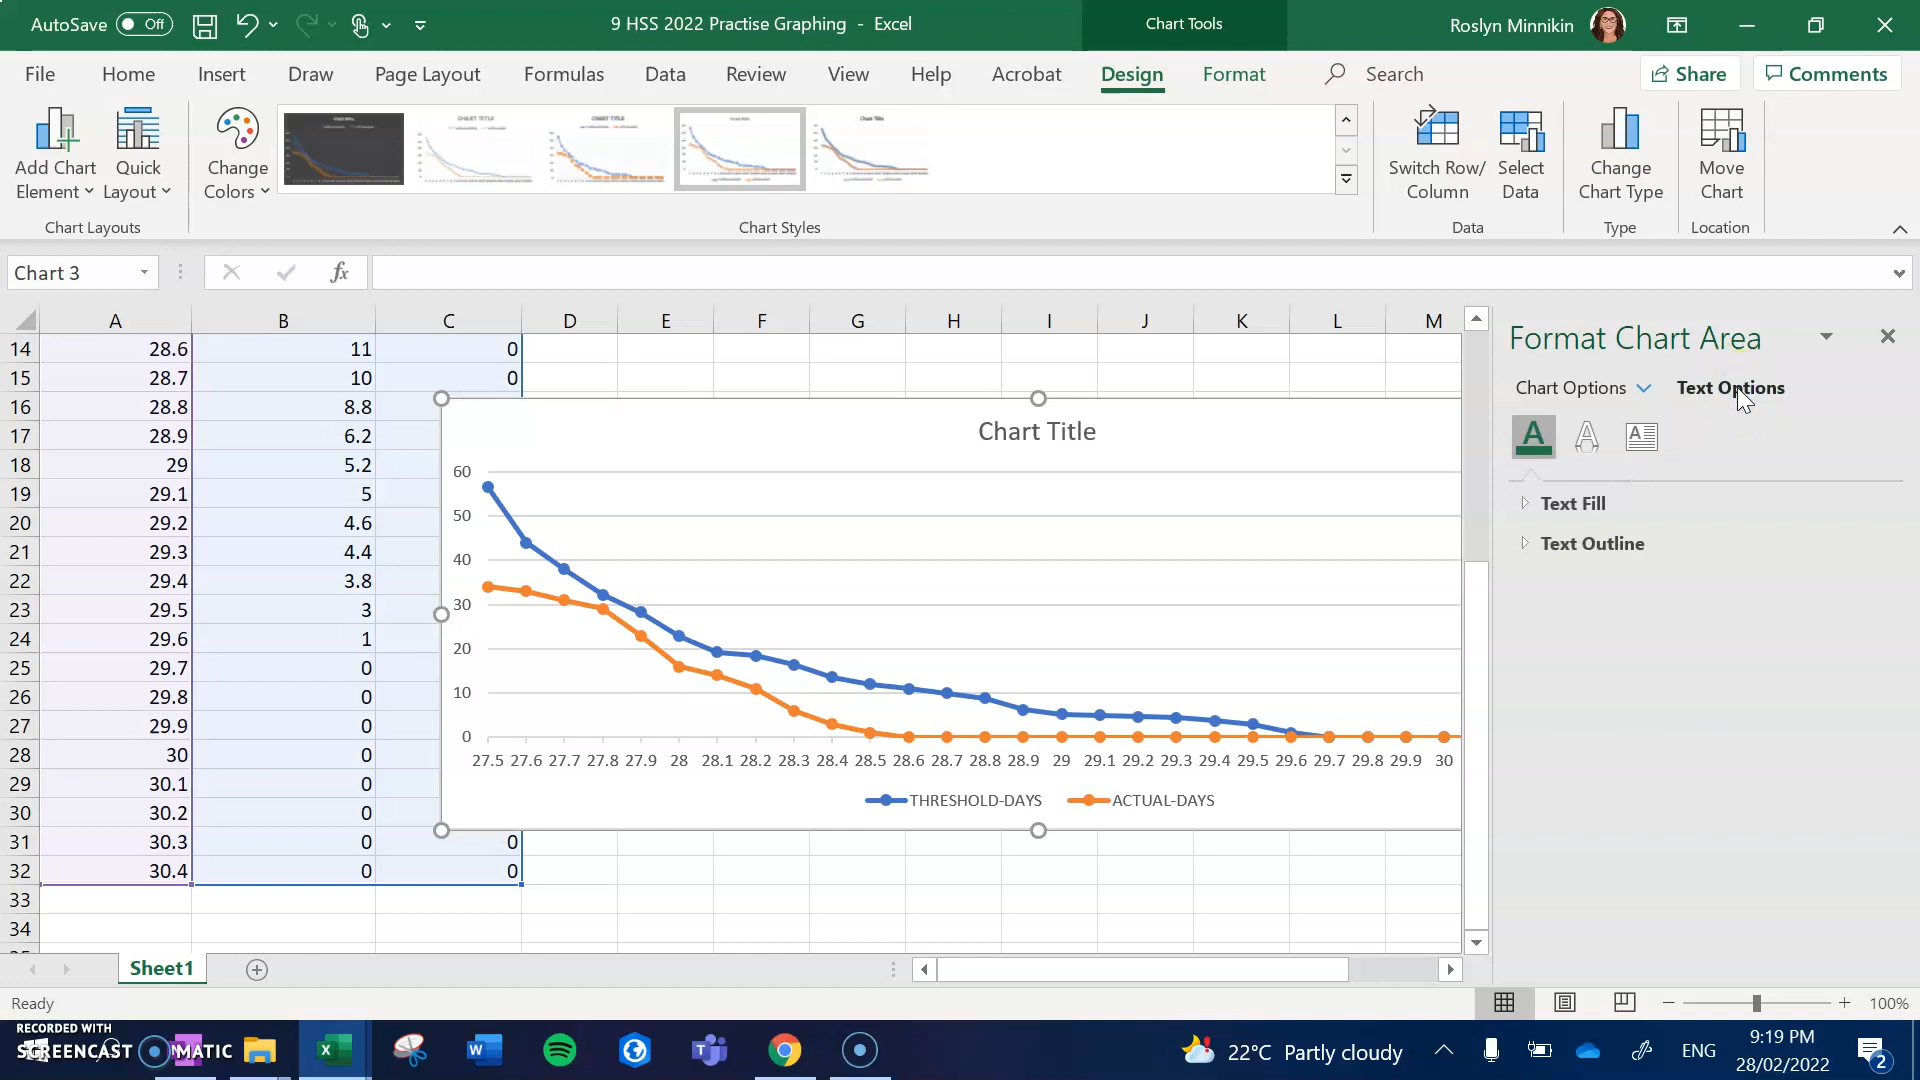 AutoSave Off 9 HSS 2022 Practise Graphing - Excel Chart Tools Roslyn Minnikin
File Home Insert Draw Page Layout Formulas Data Review View Help Acrobat Design Format Search Share Comments
Add Chart Element
Quick Layout
Change Colors
Switch Row/ Column
Select Data
Change Chart Type
Move Chart
Chart Layouts Chart Styles Data Type Location
Chart 3 fx
A B C D E F G H I J K L M
14 28.6 11 0
15 28.7 10 0
16 28.8 8.8
17 28.9 6.2
18 29 5.2
19 29.1 5
20 29.2 4.6
21 29.3 4.4
22 29.4 3.8
23 29.5 3
24 29.6 1
25 29.7 0
26 29.8 0
27 29.9 0
28 30 0
29 30.1 0
30 30.2 0
31 30.3 0 0
32 30.4 0 0
33
34
Chart Title
60
50
40
30
20
10
0
27.5 27.6 27.7 27.8 27.9 28 28.1 28.2 28.3 28.4 28.5 28.6 28.7 28.8 28.9 29 29.1 29.2 29.3 29.4 29.5 29.6 29.7 29.8 29.9 30
THRESHOLD-DAYS ACTUAL-DAYS
Format Chart Area
Chart Options Text Options
Text Fill
Text Outline
Sheet1
Ready 100%
RECORDED WITH
SCREENCAST MATIC
22°C Partly cloudy ENG 9:19 PM
28/02/2022 2